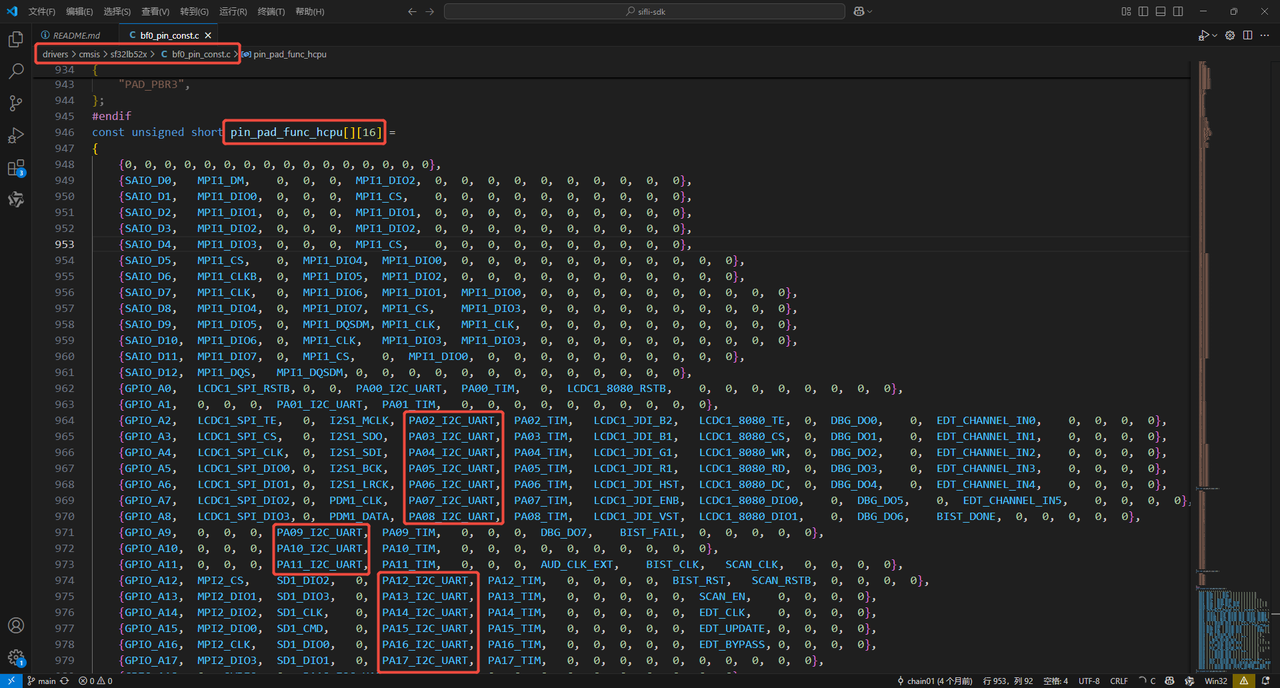 文件(F) 编辑(E) 选择(S) 查看(V) 转到(G) 运行(R) 终端(T) 帮助(H) sifli-sdk
README.md bf0_pin_const.c
drivers > cmsis > sf32lb52x > C bf0_pin_const.c > pin_pad_func_hcpu
934 {
943 "PAD_PBR3",
944 };
945 #endif
946 const unsigned short pin_pad_func_hcpu[][16] =
947 {
948 {0, 0, 0, 0, 0, 0, 0, 0, 0, 0, 0, 0, 0, 0, 0, 0},
949 {SAIO_D0, MPI1_DM, 0, 0, 0, MPI1_DIO2, 0, 0, 0, 0, 0, 0, 0, 0, 0, 0},
950 {SAIO_D1, MPI1_DIO0, 0, 0, 0, MPI1_CS, 0, 0, 0, 0, 0, 0, 0, 0, 0, 0},
951 {SAIO_D2, MPI1_DIO1, 0, 0, 0, MPI1_DIO1, 0, 0, 0, 0, 0, 0, 0, 0, 0, 0},
952 {SAIO_D3, MPI1_DIO2, 0, 0, 0, MPI1_DIO2, 0, 0, 0, 0, 0, 0, 0, 0, 0, 0},
953 {SAIO_D4, MPI1_DIO3, 0, 0, 0, MPI1_CS, 0, 0, 0, 0, 0, 0, 0, 0, 0, 0},
954 {SAIO_D5, MPI1_CS, 0, MPI1_DIO4, MPI1_DIO0, 0, 0, 0, 0, 0, 0, 0, 0, 0, 0, 0},
955 {SAIO_D6, MPI1_CLKB, 0, MPI1_DIO5, MPI1_DIO2, 0, 0, 0, 0, 0, 0, 0, 0, 0, 0, 0},
956 {SAIO_D7, MPI1_CLK, 0, MPI1_DIO6, MPI1_DIO1, MPI1_DIO0, 0, 0, 0, 0, 0, 0, 0, 0, 0, 0},
957 {SAIO_D8, MPI1_DIO4, 0, MPI1_DIO7, MPI1_CS, MPI1_DIO3, 0, 0, 0, 0, 0, 0, 0, 0, 0, 0},
958 {SAIO_D9, MPI1_DIO5, 0, MPI1_DQSDM, MPI1_CLK, MPI1_CLK, 0, 0, 0, 0, 0, 0, 0, 0, 0, 0},
959 {SAIO_D10, MPI1_DIO6, 0, MPI1_CLK, MPI1_DIO3, MPI1_DIO3, 0, 0, 0, 0, 0, 0, 0, 0, 0, 0},
960 {SAIO_D11, MPI1_DIO7, 0, MPI1_CS, 0, MPI1_DIO0, 0, 0, 0, 0, 0, 0, 0, 0, 0, 0},
961 {SAIO_D12, MPI1_DQS, MPI1_DQSDM, 0, 0, 0, 0, 0, 0, 0, 0, 0, 0, 0, 0, 0},
962 {GPIO_A0, LCDC1_SPI_RSTB, 0, 0, PA00_I2C_UART, PA00_TIM, 0, LCDC1_8080_RSTB, 0, 0, 0, 0, 0, 0, 0, 0},
963 {GPIO_A1, 0, 0, 0, PA01_I2C_UART, PA01_TIM, 0, 0, 0, 0, 0, 0, 0, 0, 0, 0},
964 {GPIO_A2, LCDC1_SPI_TE, 0, I2S1_MCLK, PA02_I2C_UART, PA02_TIM, LCDC1_JDI_B2, LCDC1_8080_TE, 0, DBG_DO0, 0, EDT_CHANNEL_IN0, 0, 0, 0, 0},
965 {GPIO_A3, LCDC1_SPI_CS, 0, I2S1_SDO, PA03_I2C_UART, PA03_TIM, LCDC1_JDI_B1, LCDC1_8080_CS, 0, DBG_DO1, 0, EDT_CHANNEL_IN1, 0, 0, 0, 0},
966 {GPIO_A4, LCDC1_SPI_CLK, 0, I2S1_SDI, PA04_I2C_UART, PA04_TIM, LCDC1_JDI_G1, LCDC1_8080_WR, 0, DBG_DO2, 0, EDT_CHANNEL_IN2, 0, 0, 0, 0},
967 {GPIO_A5, LCDC1_SPI_DIO0, 0, I2S1_BCK, PA05_I2C_UART, PA05_TIM, LCDC1_JDI_R1, LCDC1_8080_RD, 0, DBG_DO3, 0, EDT_CHANNEL_IN3, 0, 0, 0, 0},
968 {GPIO_A6, LCDC1_SPI_DIO1, 0, I2S1_LRCK, PA06_I2C_UART, PA06_TIM, LCDC1_JDI_HST, LCDC1_8080_DC, 0, DBG_DO4, 0, EDT_CHANNEL_IN4, 0, 0, 0, 0},
969 {GPIO_A7, LCDC1_SPI_DIO2, 0, PDM1_CLK, PA07_I2C_UART, PA07_TIM, LCDC1_JDI_ENB, LCDC1_8080_DIO0, 0, DBG_DO5, 0, EDT_CHANNEL_IN5, 0, 0, 0, 0},
970 {GPIO_A8, LCDC1_SPI_DIO3, 0, PDM1_DATA, PA08_I2C_UART, PA08_TIM, LCDC1_JDI_VST, LCDC1_8080_DIO1, 0, DBG_DO6, BIST_DONE, 0, 0, 0, 0, 0},
971 {GPIO_A9, 0, 0, 0, PA09_I2C_UART, PA09_TIM, 0, 0, 0, DBG_DO7, BIST_FAIL, 0, 0, 0, 0, 0},
972 {GPIO_A10, 0, 0, 0, PA10_I2C_UART, PA10_TIM, 0, 0, 0, 0, 0, 0, 0, 0, 0, 0},
973 {GPIO_A11, 0, 0, 0, PA11_I2C_UART, PA11_TIM, 0, 0, 0, AUD_CLK_EXT, BIST_CLK, SCAN_CLK, 0, 0, 0, 0},
974 {GPIO_A12, MPI2_CS, SD1_DIO2, 0, PA12_I2C_UART, PA12_TIM, 0, 0, 0, 0, BIST_RST, SCAN_RSTB, 0, 0, 0, 0},
975 {GPIO_A13, MPI2_DIO1, SD1_DIO3, 0, PA13_I2C_UART, PA13_TIM, 0, 0, 0, 0, 0, SCAN_EN, 0, 0, 0, 0},
976 {GPIO_A14, MPI2_DIO2, SD1_CLK, 0, PA14_I2C_UART, PA14_TIM, 0, 0, 0, 0, 0, EDT_CLK, 0, 0, 0, 0},
977 {GPIO_A15, MPI2_DIO0, SD1_CMD, 0, PA15_I2C_UART, PA15_TIM, 0, 0, 0, 0, 0, EDT_UPDATE, 0, 0, 0, 0},
978 {GPIO_A16, MPI2_CLK, SD1_DIO0, 0, PA16_I2C_UART, PA16_TIM, 0, 0, 0, 0, 0, EDT_BYPASS, 0, 0, 0, 0},
979 {GPIO_A17, MPI2_DIO3, SD1_DIO1, 0, PA17_I2C_UART, PA17_TIM, 0, 0, 0, 0, 0, 0, 0, 0, 0, 0},
main 0 0 chain01 (4 个月前) 行 953，列 92 空格: 4 UTF-8 CRLF C Win32